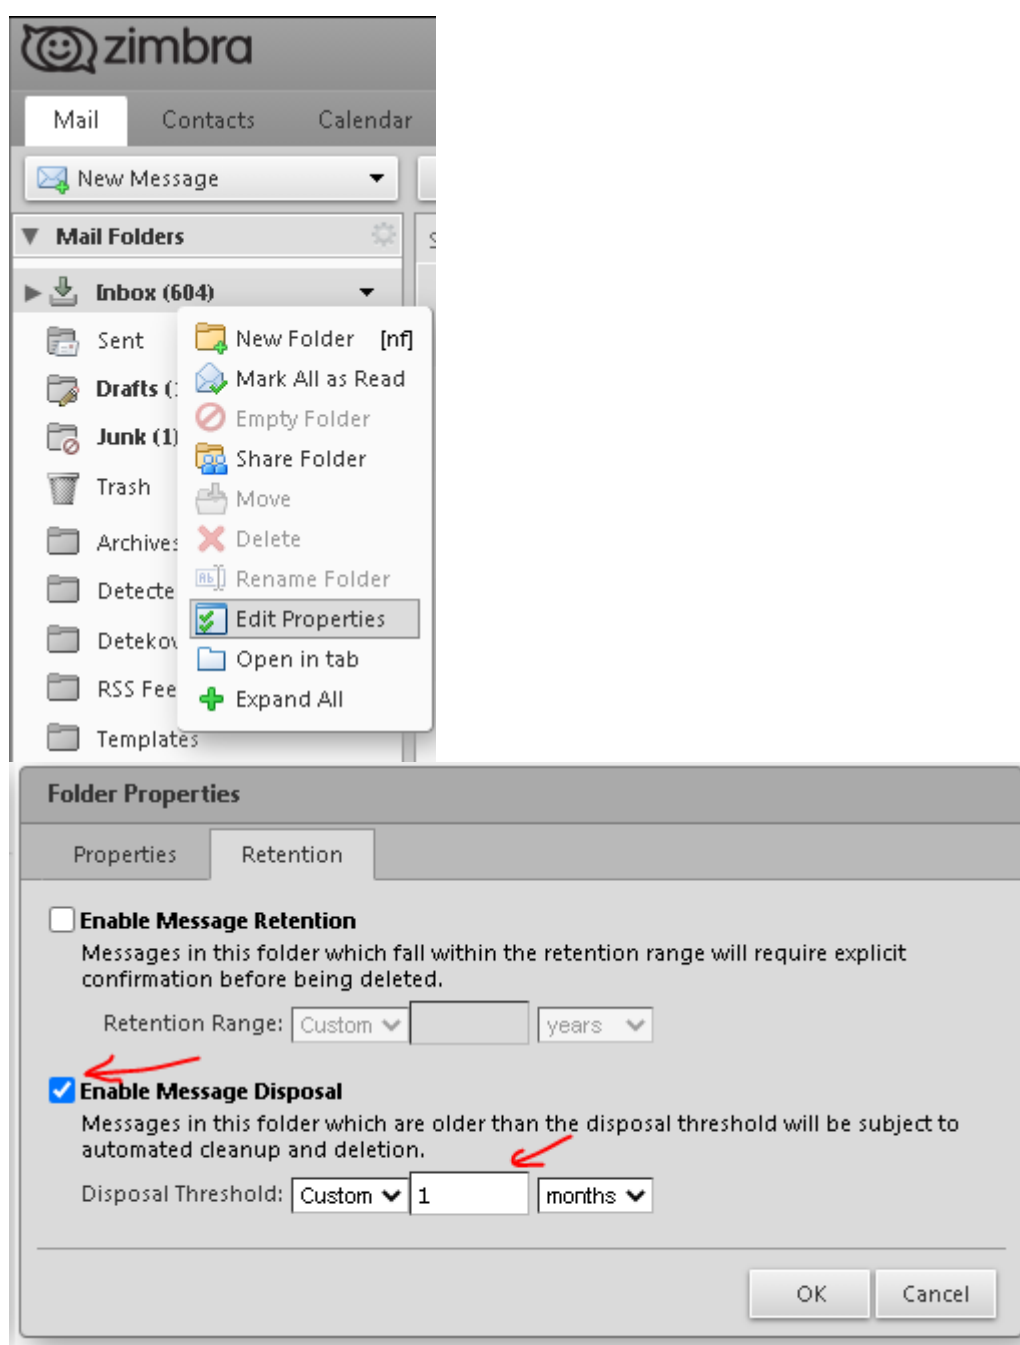 zimbra
Mail Contacts Calendar
New Message
Mail Folders
Inbox (604)
New Folder [nf]
Sent
Mark All as Read
Drafts (
Empty Folder
Junk (1)
Share Folder
Trash
Move
Archives
Delete
Rename Folder
Detecte
Edit Properties
Detekov
Open in tab
RSS Fee
Expand All
Templates
Folder Properties
Properties Retention
Enable Message Retention
Messages in this folder which fall within the retention range will require explicit
confirmation before being deleted.
Retention Range: Custom years
Enable Message Disposal
Messages in this folder which are older than the disposal threshold will be subject to
automated cleanup and deletion.
Disposal Threshold: Custom 1 months
OK Cancel